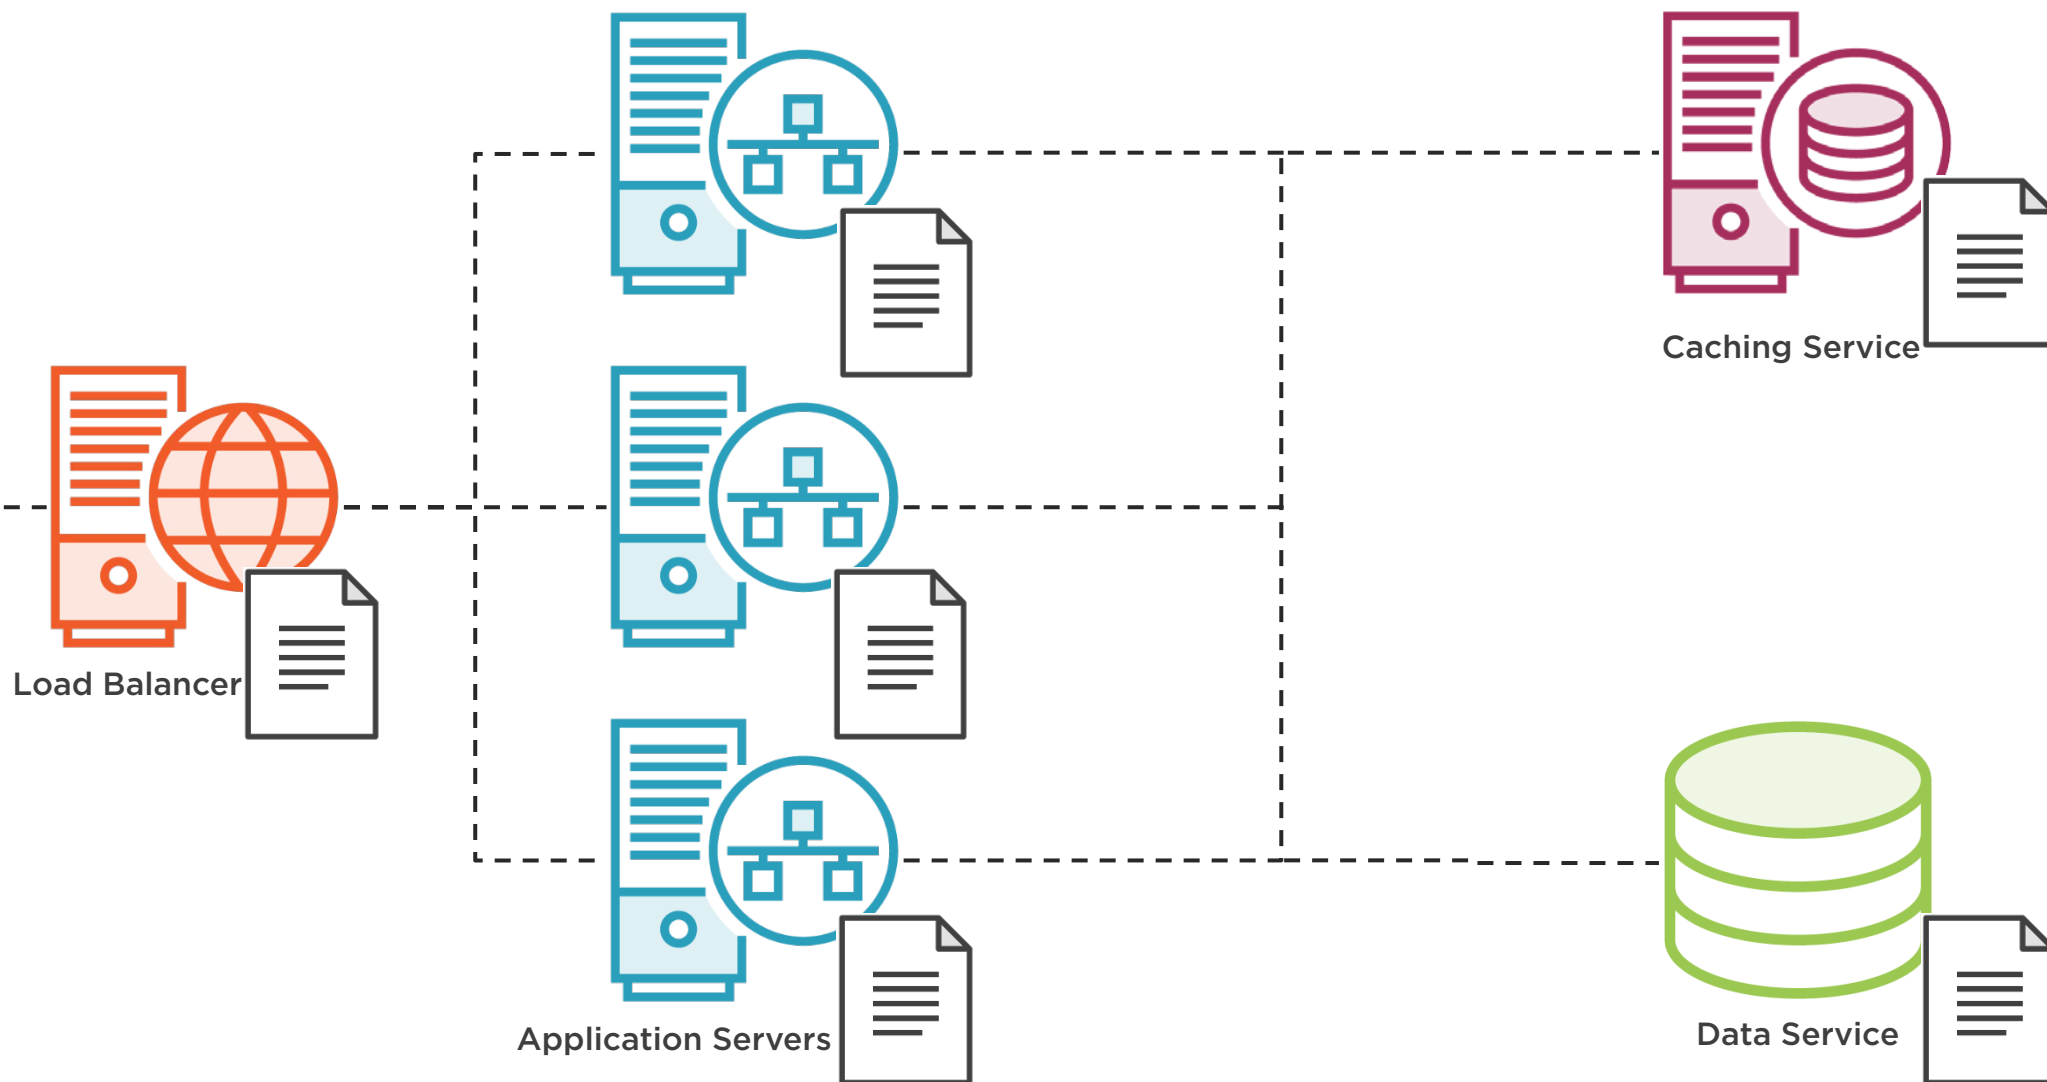 Caching Service
Load Balancer
Application Servers
Data Service